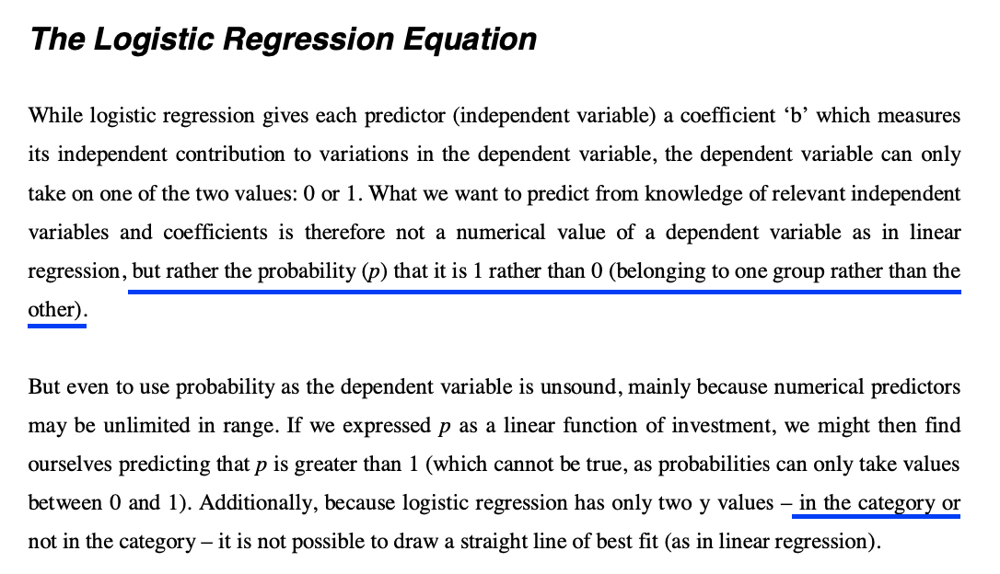 The Logistic Regression Equation
While logistic regression gives each predictor (independent variable) a coefficient ‘b’ which measures
its independent contribution to variations in the dependent variable, the dependent variable can only
take on one of the two values: 0 or 1. What we want to predict from knowledge of relevant independent
variables and coefficients is therefore not a numerical value of a dependent variable as in linear
regression, but rather the probability (p) that it is 1 rather than 0 (belonging to one group rather than the
other).
But even to use probability as the dependent variable is unsound, mainly because numerical predictors
may be unlimited in range. If we expressed p as a linear function of investment, we might then find
ourselves predicting that p is greater than 1 (which cannot be true, as probabilities can only take values
between 0 and 1). Additionally, because logistic regression has only two y values – in the category or
not in the category – it is not possible to draw a straight line of best fit (as in linear regression).